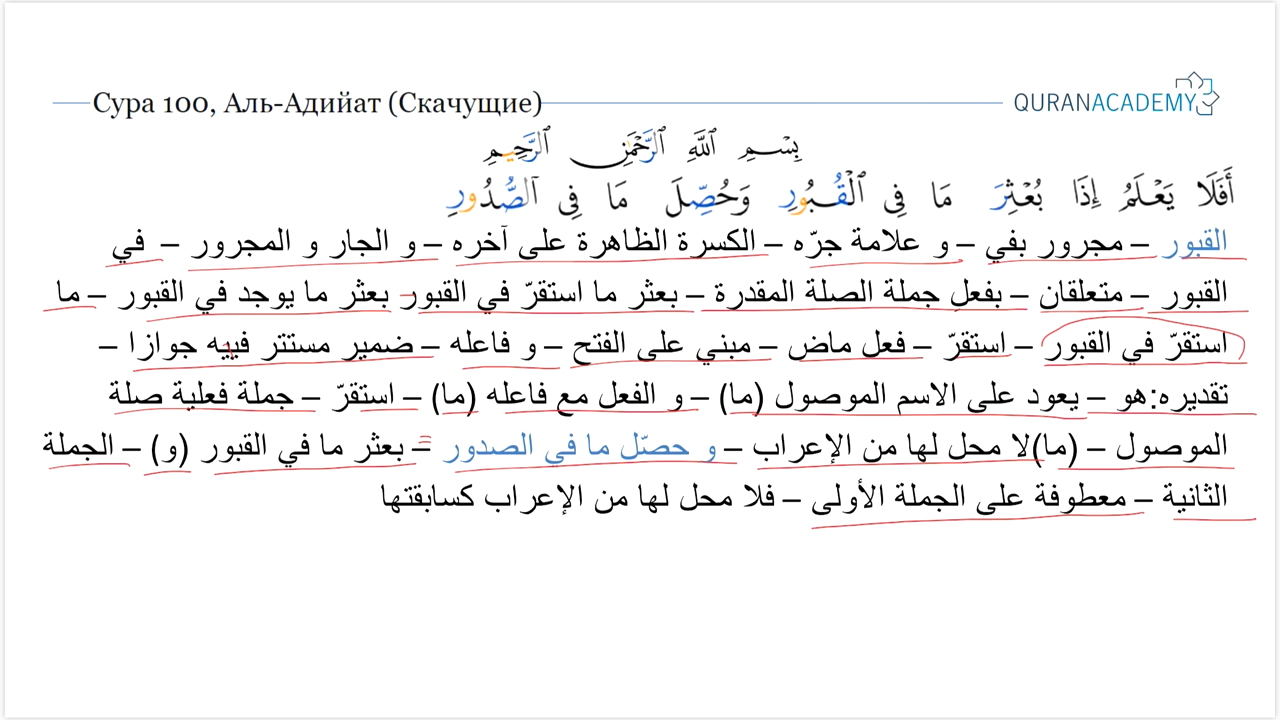 Сура 100, Аль-Адийат (Скачущие)
QURANACADEMY
بِسْمِ ٱللَّهِ ٱلرَّحْمَٰنِ ٱلرَّحِيمِ
أَفَلَا يَعْلَمُ إِذَا بُعْثِرَ مَا فِى ٱلْقُبُورِ وَحُصِّلَ مَا فِى ٱلصُّدُورِ
القبور – مجرور بفي – و علامة جرّه – الكسرة الظاهرة على آخره – و الجار و المجرور – في
القبور – متعلقان – بفعلِ جملة الصلة المقدرة – بعثر ما استقرّ في القبور – بعثر ما يوجد في القبور – ما
استقرّ في القبور – استقرّ – فعل ماض – مبني على الفتح – و فاعله – ضمير مستتر فييه جوازا –
تقديره:هو – يعود على الاسم الموصول (ما) – و الفعل مع فاعله (ما) – استقرّ – جملة فعلية صلة
الموصول – (ما)لا محل لها من الإعراب – و حصّل ما في الصدور = بعثر ما في القبور (و) – الجملة
الثانية – معطوفة على الجملة الأولى – فلا محل لها من الإعراب كسابقتها